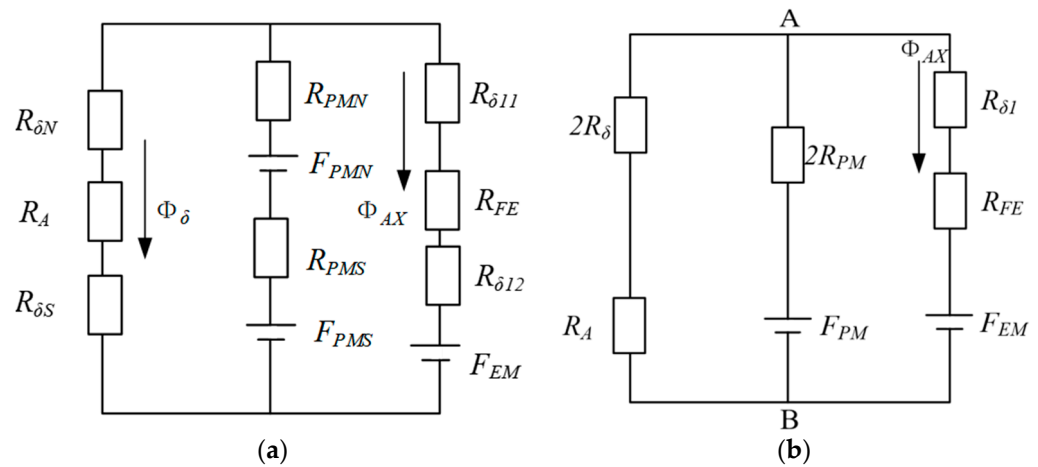 R_δN
R_A
R_δS
Φ_δ
R_PMN
F_PMN
R_PMS
F_PMS
Φ_AX
R_δ11
R_FE
R_δ12
F_EM
(a)
A
2R_δ
R_A
2R_PM
F_PM
Φ_AX
R_δ1
R_FE
F_EM
B
(b)